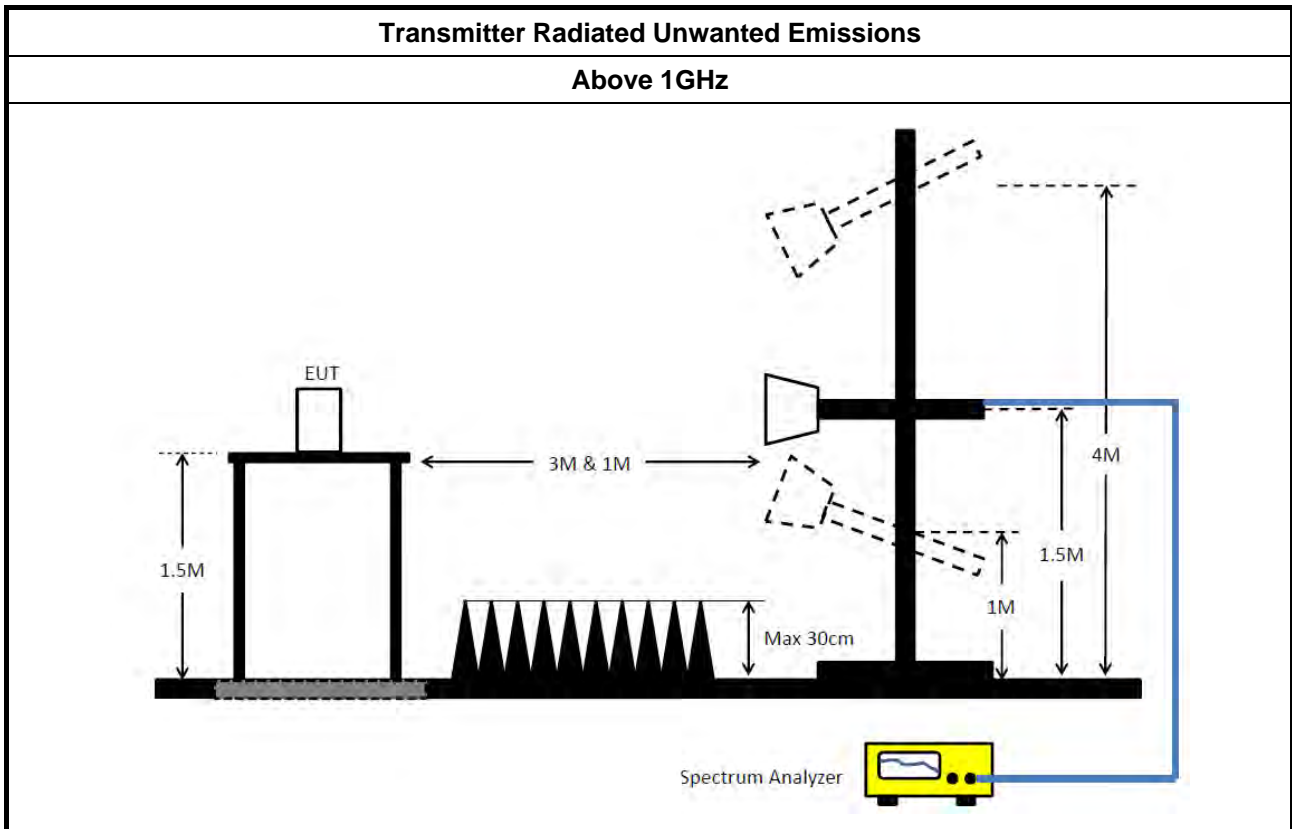 Transmitter Radiated Unwanted Emissions
Above 1GHz
EUT
3M & 1M
4M
1.5M
1.5M
1M
Max 30cm
Spectrum Analyzer